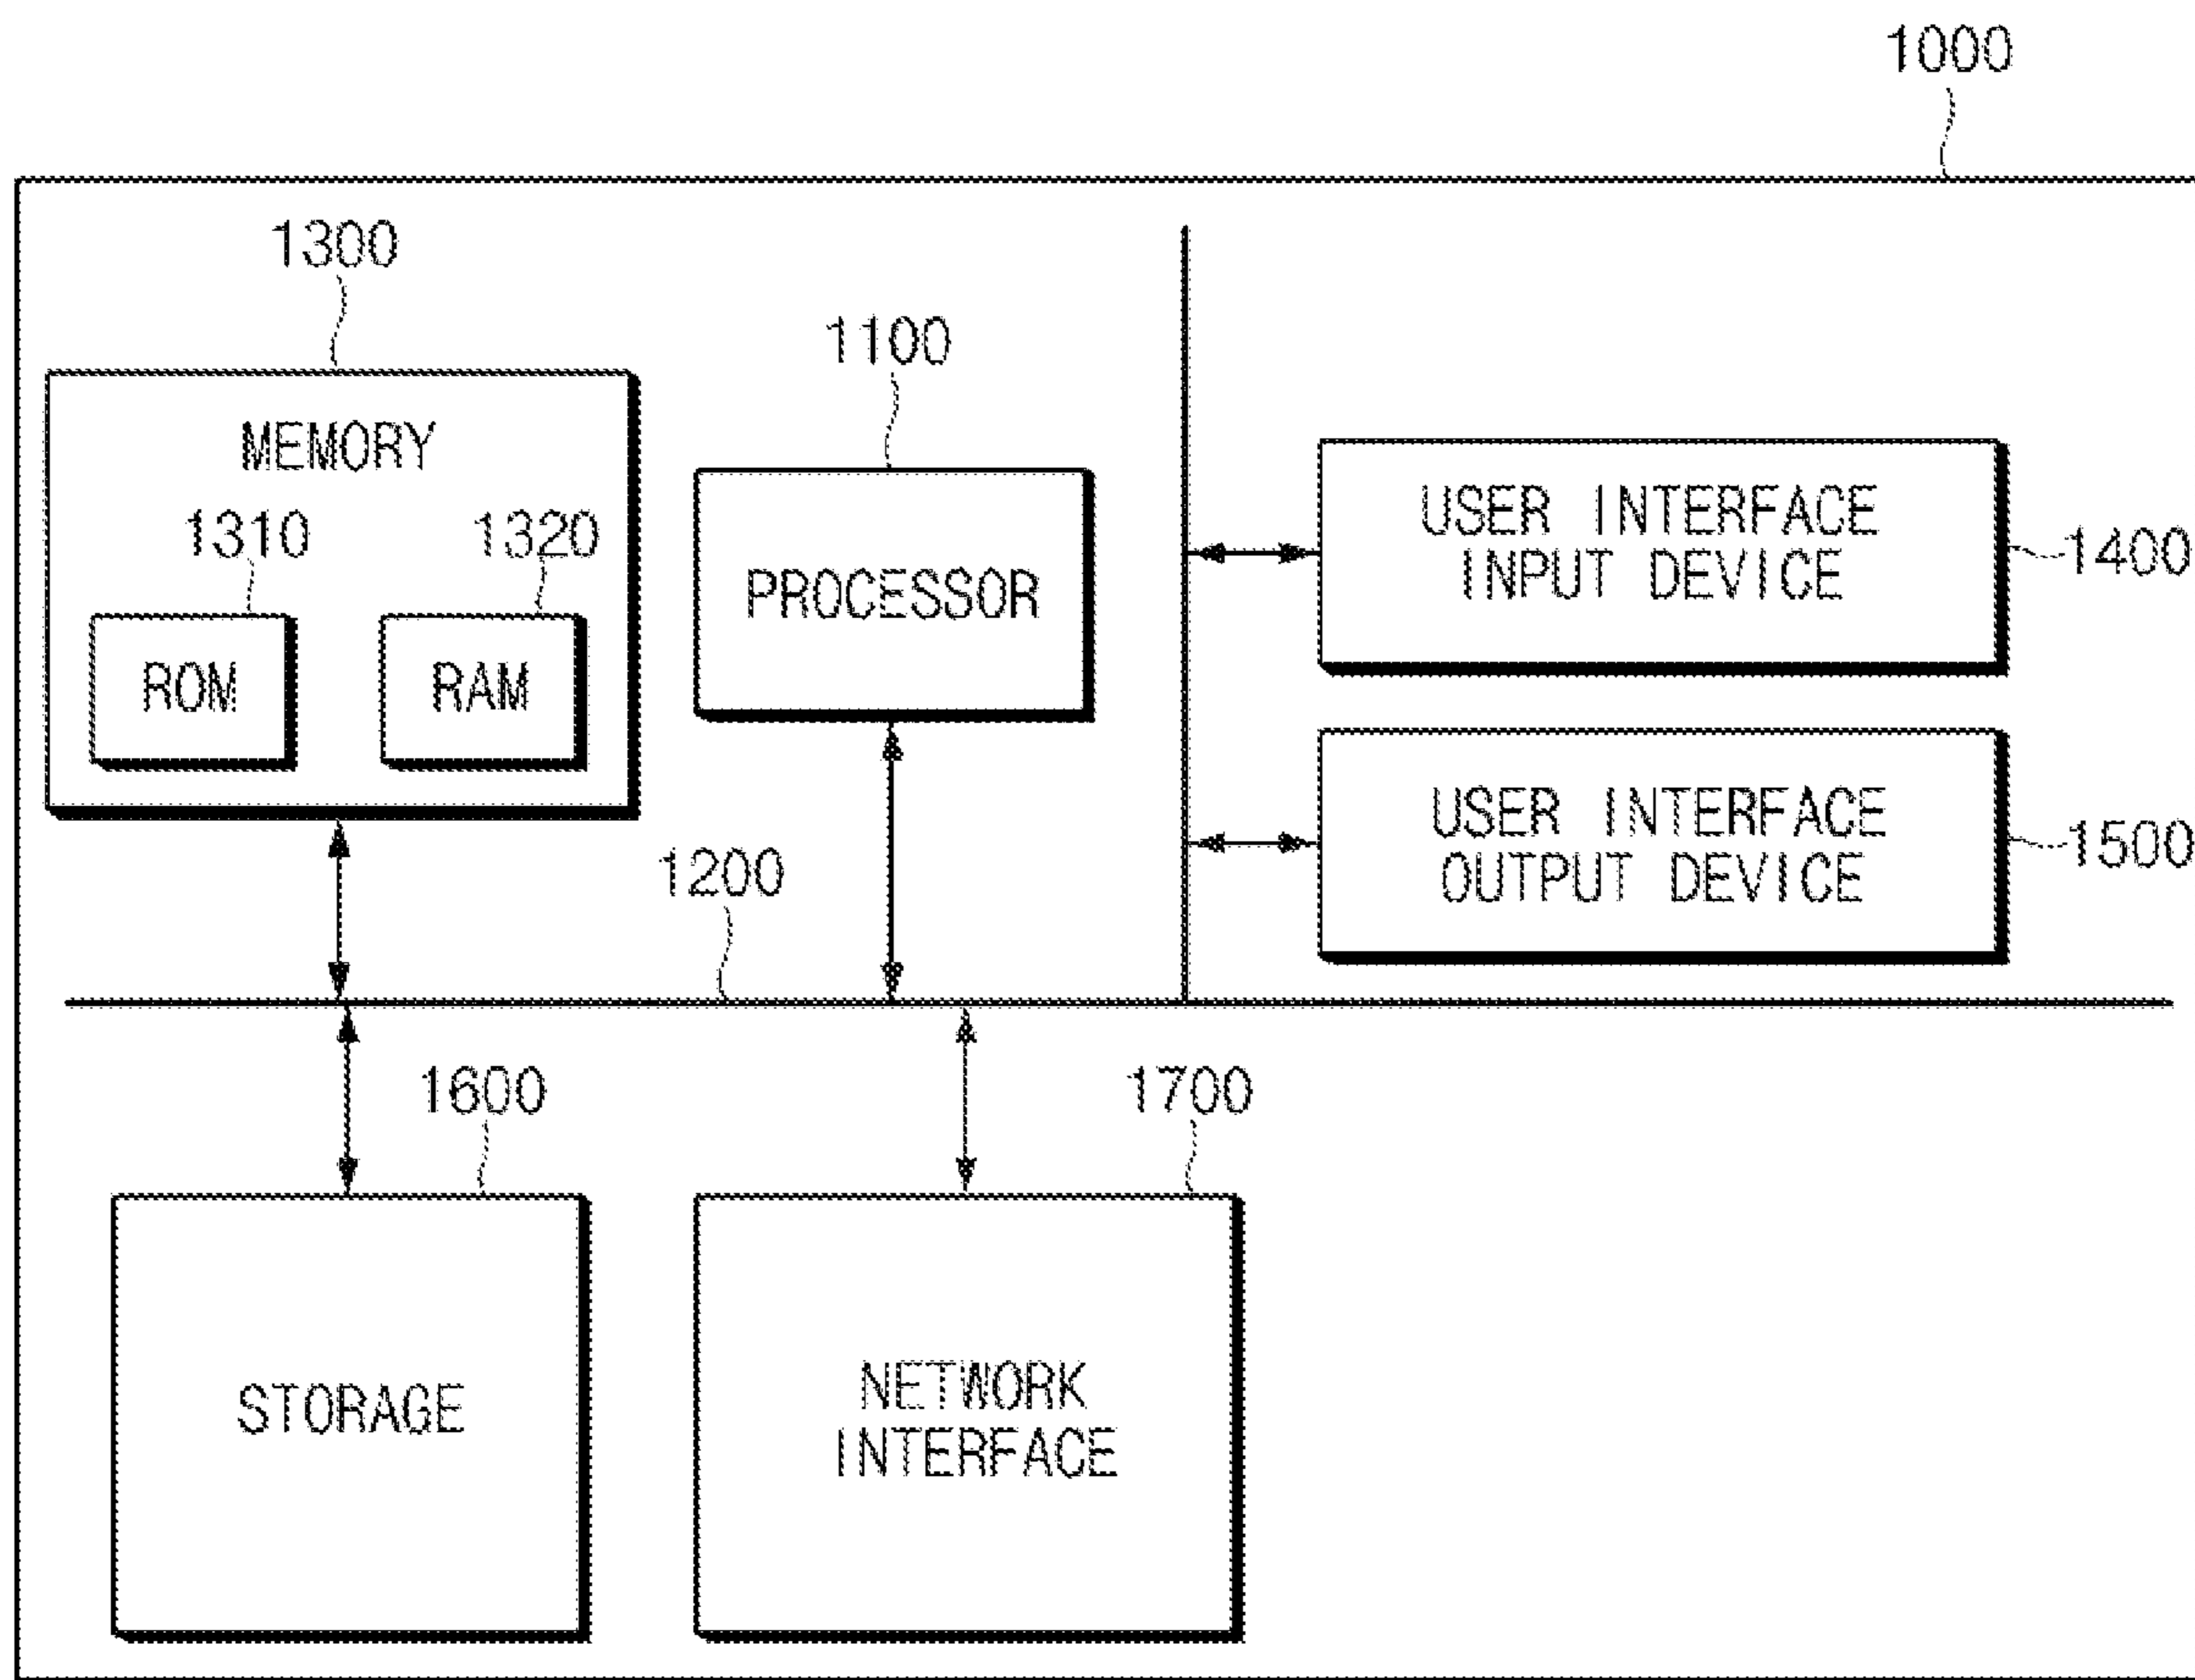 1000
1300
MEMORY
1310
1320
ROM
RAM
1100
PROCESSOR
USER INTERFACE
INPUT DEVICE
1400
USER INTERFACE
OUTPUT DEVICE
1500
1200
1600
STORAGE
1700
NETWORK
INTERFACE